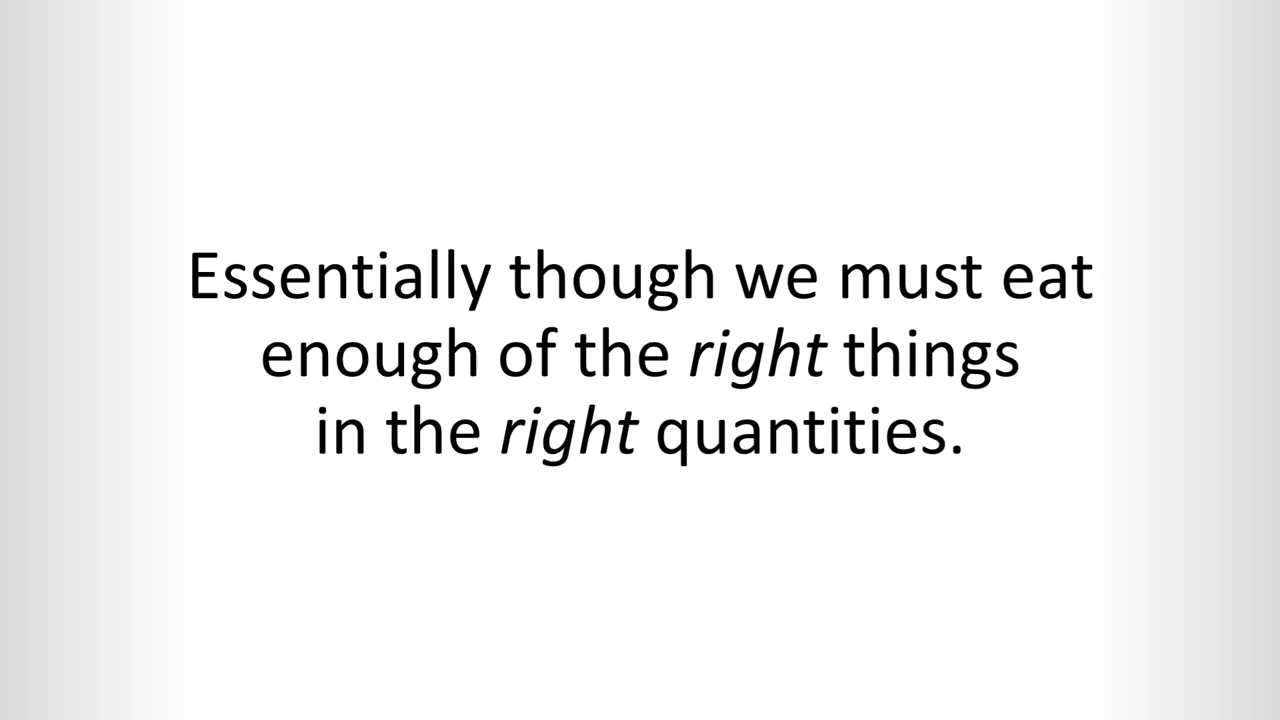 Essentially though we must eat
enough of the right things
in the right quantities.